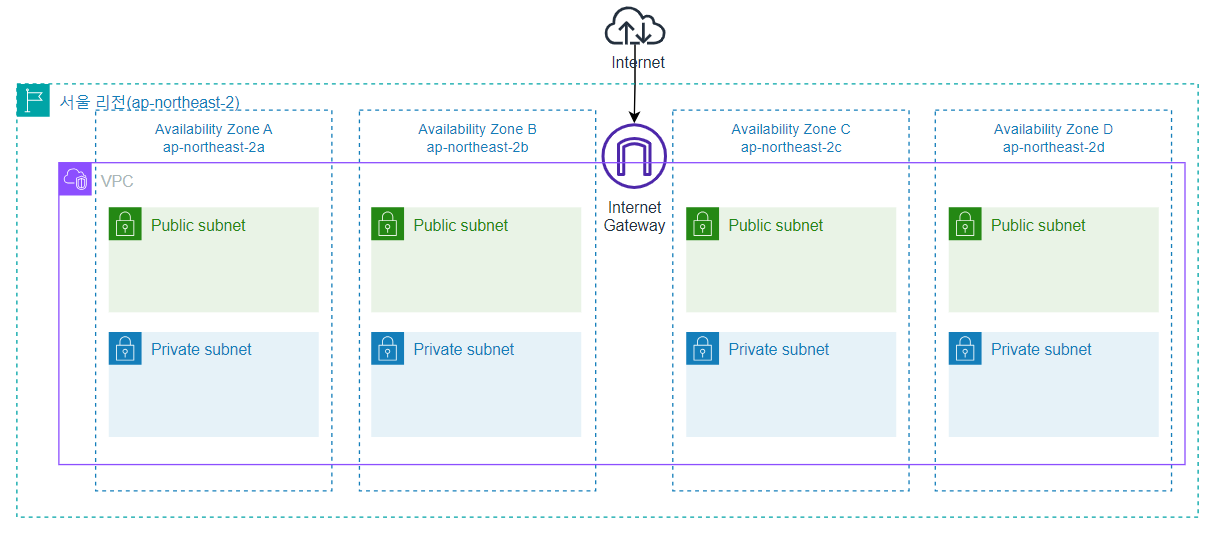 Internet
서울 리전(ap-northeast-2)
Availability Zone A
ap-northeast-2a
Availability Zone B
ap-northeast-2b
Availability Zone C
ap-northeast-2c
Availability Zone D
ap-northeast-2d
VPC
Internet
Gateway
Public subnet
Public subnet
Public subnet
Public subnet
Private subnet
Private subnet
Private subnet
Private subnet